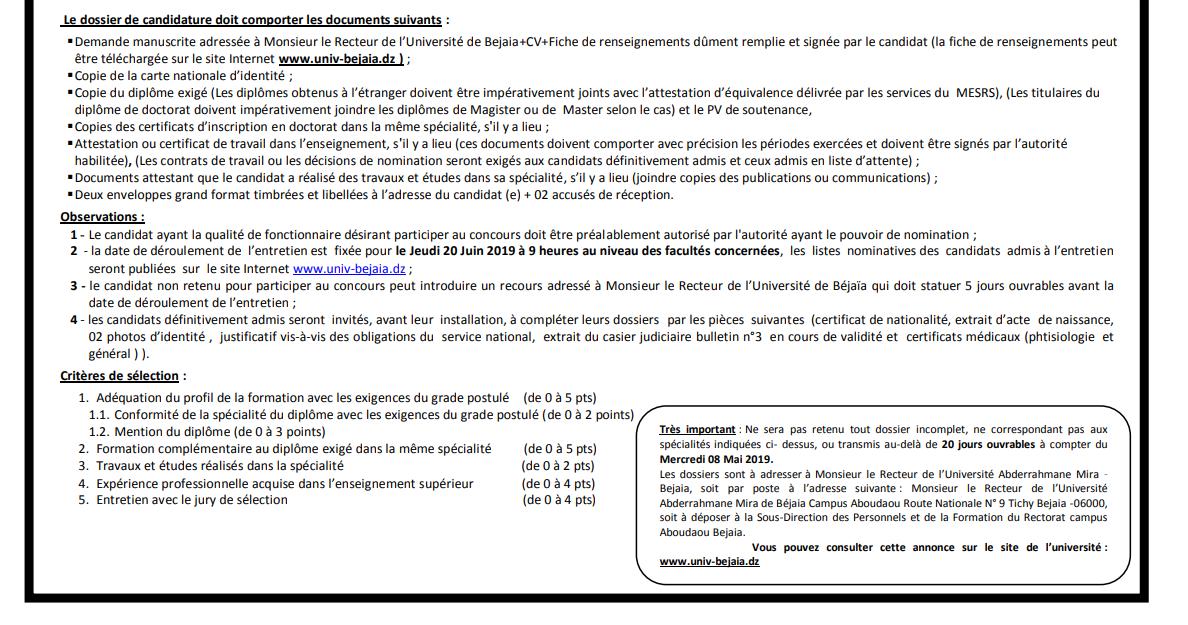 Le dossier de candidature doit comporter les documents suivants :
▪Demande manuscrite adressée à Monsieur le Recteur de l'Université de Bejaia+CV+Fiche de renseignements dûment remplie et signée par le candidat (la fiche de renseignements peut
être téléchargée sur le site Internet www.univ-bejaia.dz ) ;
▪Copie de la carte nationale d'identité ;
▪Copie du diplôme exigé (Les diplômes obtenus à l'étranger doivent être impérativement joints avec l'attestation d'équivalence délivrée par les services du MESRS), (Les titulaires du
diplôme de doctorat doivent impérativement joindre les diplômes de Magister ou de Master selon le cas) et le PV de soutenance,
▪Copies des certificats d'inscription en doctorat dans la même spécialité, s'il y a lieu ;
▪Attestation ou certificat de travail dans l'enseignement, s'il y a lieu (ces documents doivent comporter avec précision les périodes exercées et doivent être signés par l'autorité
habilitée), (Les contrats de travail ou les décisions de nomination seront exigés aux candidats définitivement admis et ceux admis en liste d'attente) ;
▪Documents attestant que le candidat a réalisé des travaux et études dans sa spécialité, s'il y a lieu (joindre copies des publications ou communications) ;
▪Deux enveloppes grand format timbrées et libellées à l'adresse du candidat (e) + 02 accusés de réception.
Observations :
1 - Le candidat ayant la qualité de fonctionnaire désirant participer au concours doit être préalablement autorisé par l'autorité ayant le pouvoir de nomination ;
2 - la date de déroulement de l'entretien est fixée pour le Jeudi 20 Juin 2019 à 9 heures au niveau des facultés concernées, les listes nominatives des candidats admis à l'entretien
seront publiées sur le site Internet www.univ-bejaia.dz ;
3 - le candidat non retenu pour participer au concours peut introduire un recours adressé à Monsieur le Recteur de l'Université de Béjaïa qui doit statuer 5 jours ouvrables avant la
date de déroulement de l'entretien ;
4 - les candidats définitivement admis seront invités, avant leur installation, à compléter leurs dossiers par les pièces suivantes (certificat de nationalité, extrait d'acte de naissance,
02 photos d'identité , justificatif vis-à-vis des obligations du service national, extrait du casier judiciaire bulletin n°3 en cours de validité et certificats médicaux (phtisiologie et
général ) ).
Critères de sélection :
1. Adéquation du profil de la formation avec les exigences du grade postulé (de 0 à 5 pts)
1.1. Conformité de la spécialité du diplôme avec les exigences du grade postulé (de 0 à 2 points)
1.2. Mention du diplôme (de 0 à 3 points)
2. Formation complémentaire au diplôme exigé dans la même spécialité (de 0 à 5 pts)
3. Travaux et études réalisés dans la spécialité (de 0 à 2 pts)
4. Expérience professionnelle acquise dans l'enseignement supérieur (de 0 à 4 pts)
5. Entretien avec le jury de sélection (de 0 à 4 pts)
Très important : Ne sera pas retenu tout dossier incomplet, ne correspondant pas aux
spécialités indiquées ci- dessus, ou transmis au-delà de 20 jours ouvrables à compter du
Mercredi 08 Mai 2019.
Les dossiers sont à adresser à Monsieur le Recteur de l'Université Abderrahmane Mira -
Bejaia, soit par poste à l'adresse suivante : Monsieur le Recteur de l'Université
Abderrahmane Mira de Béjaia Campus Aboudaou Route Nationale N° 9 Tichy Bejaia -06000,
soit à déposer à la Sous-Direction des Personnels et de la Formation du Rectorat campus
Aboudaou Bejaia.
Vous pouvez consulter cette annonce sur le site de l'université :
www.univ-bejaia.dz